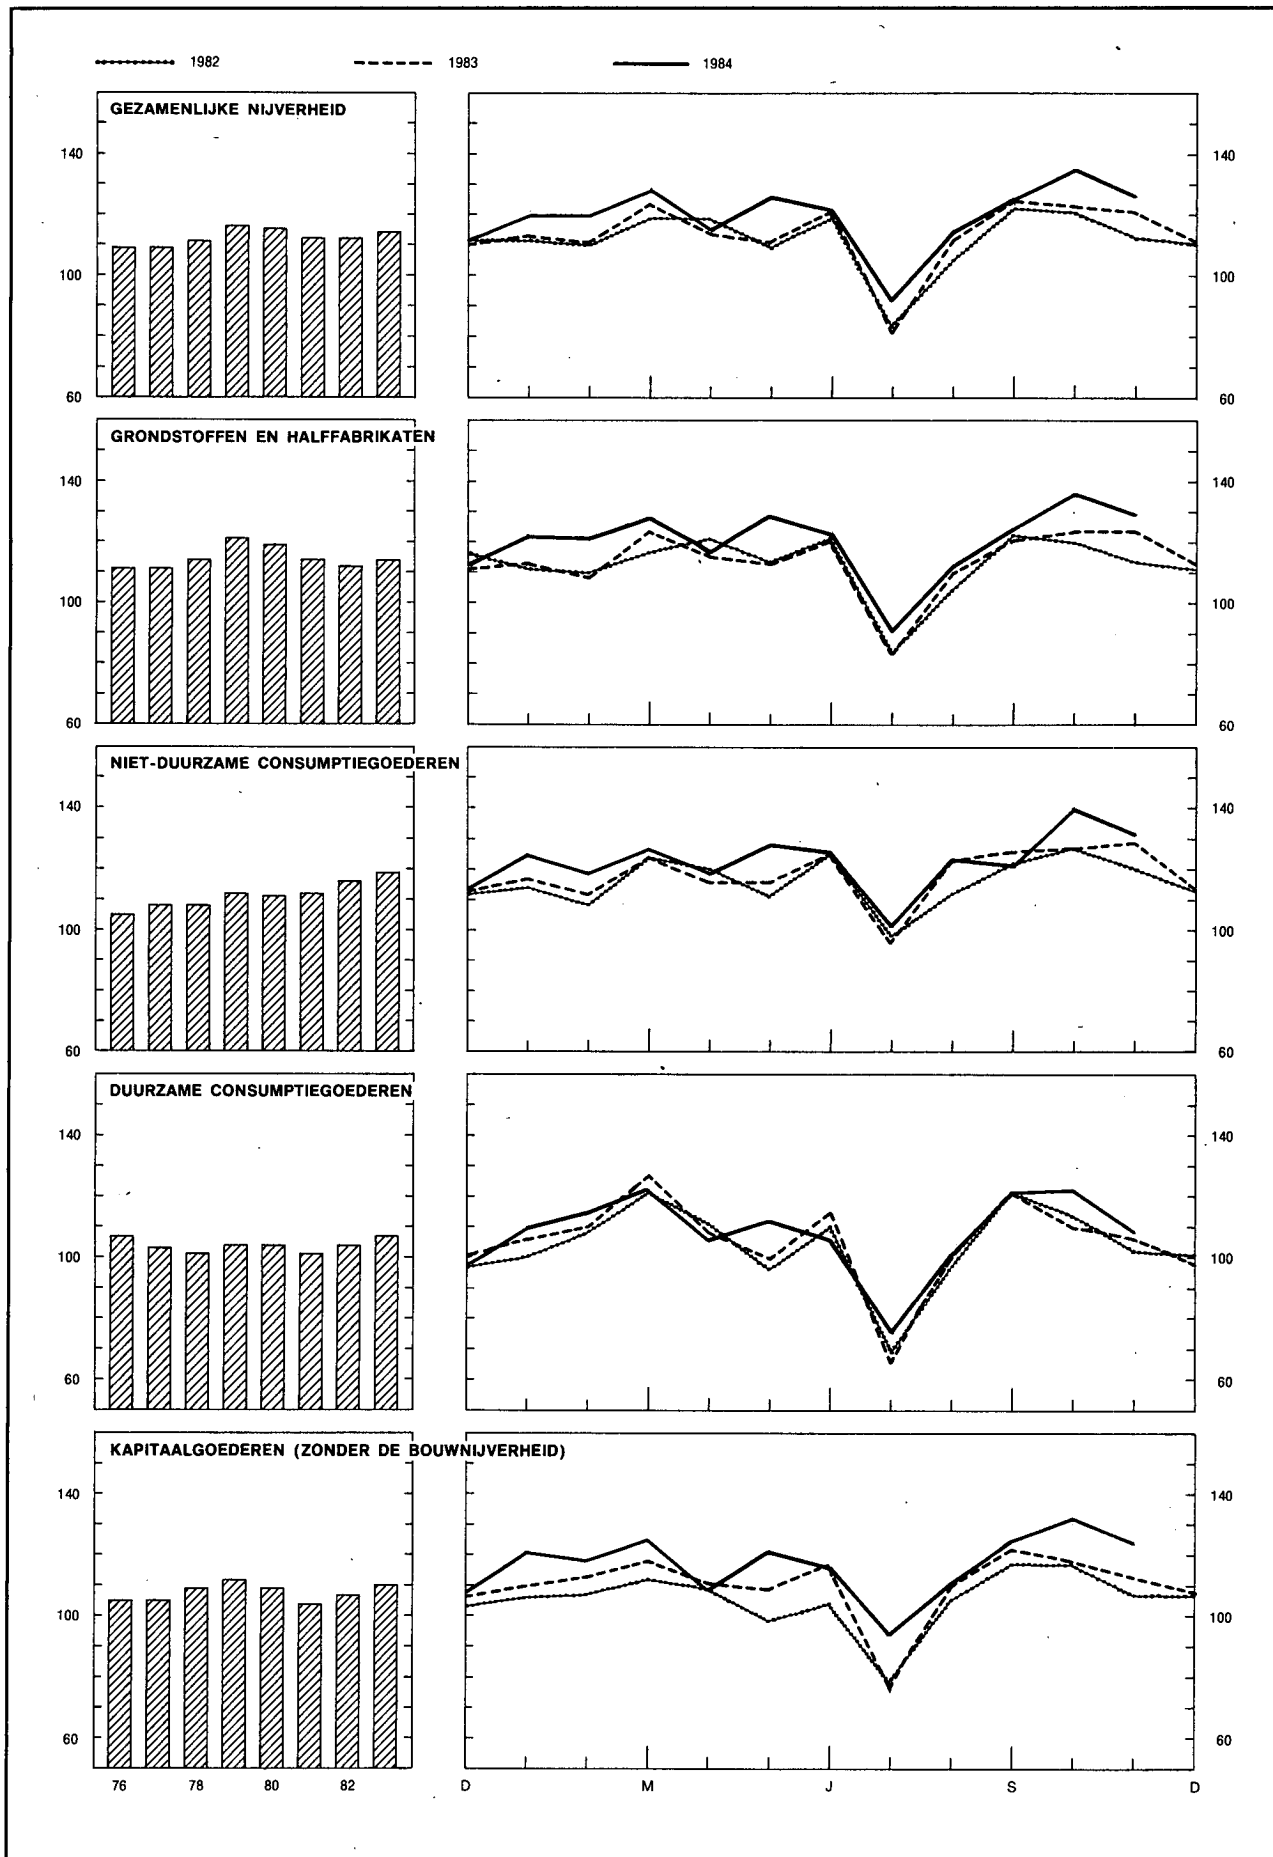 1982 1983 1984
GEZAMENLIJKE NIJVERHEID
140 140
100 100
60 60
GRONDSTOFFEN EN HALFFABRIKATEN
140 140
100 100
60 60
NIET-DUURZAME CONSUMPTIEGOEDEREN
140 140
100 100
60 60
DUURZAME CONSUMPTIEGOEDEREN
140 140
100 100
60 60
KAPITAALGOEDEREN (ZONDER DE BOUWNIJVERHEID)
140 140
100 100
60 60
76 78 80 82 D M J S D